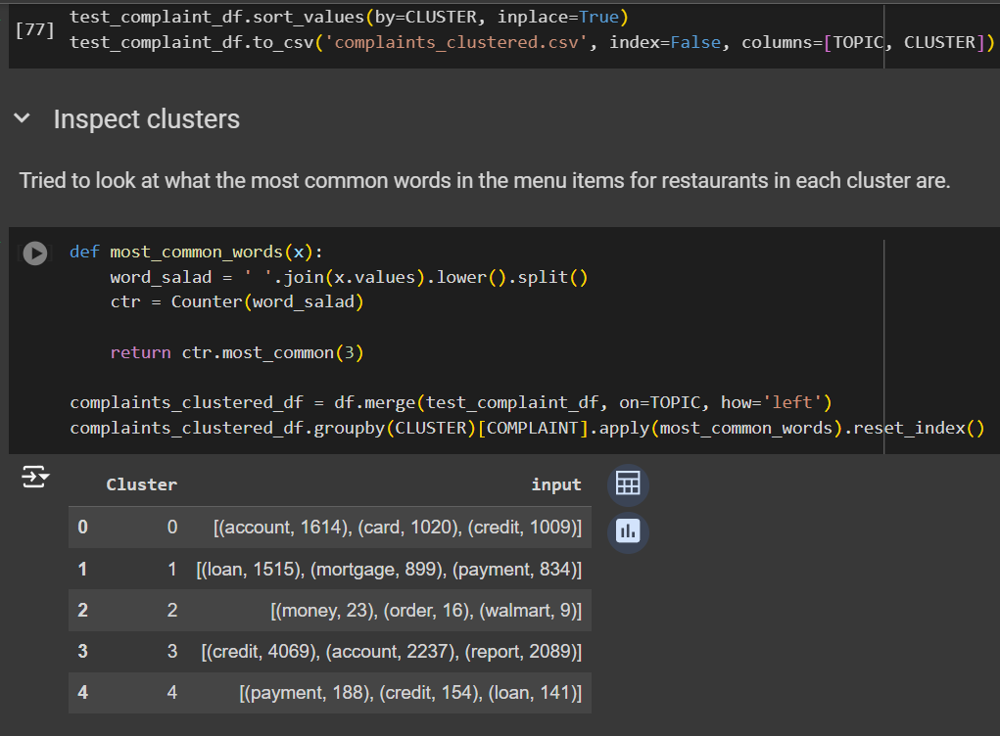 [77]
test_complaint_df.sort_values(by=CLUSTER, inplace=True)
test_complaint_df.to_csv('complaints_clustered.csv', index=False, columns=[TOPIC, CLUSTER])
Inspect clusters
Tried to look at what the most common words in the menu items for restaurants in each cluster are.
def most_common_words(x):
    word_salad = ' '.join(x.values).lower().split()
    ctr = Counter(word_salad)
    return ctr.most_common(3)
complaints_clustered_df = df.merge(test_complaint_df, on=TOPIC, how='left')
complaints_clustered_df.groupby(CLUSTER)[COMPLAINT].apply(most_common_words).reset_index()
Cluster input
0 0 [(account, 1614), (card, 1020), (credit, 1009)]
1 1 [(loan, 1515), (mortgage, 899), (payment, 834)]
2 2 [(money, 23), (order, 16), (walmart, 9)]
3 3 [(credit, 4069), (account, 2237), (report, 2089)]
4 4 [(payment, 188), (credit, 154), (loan, 141)]